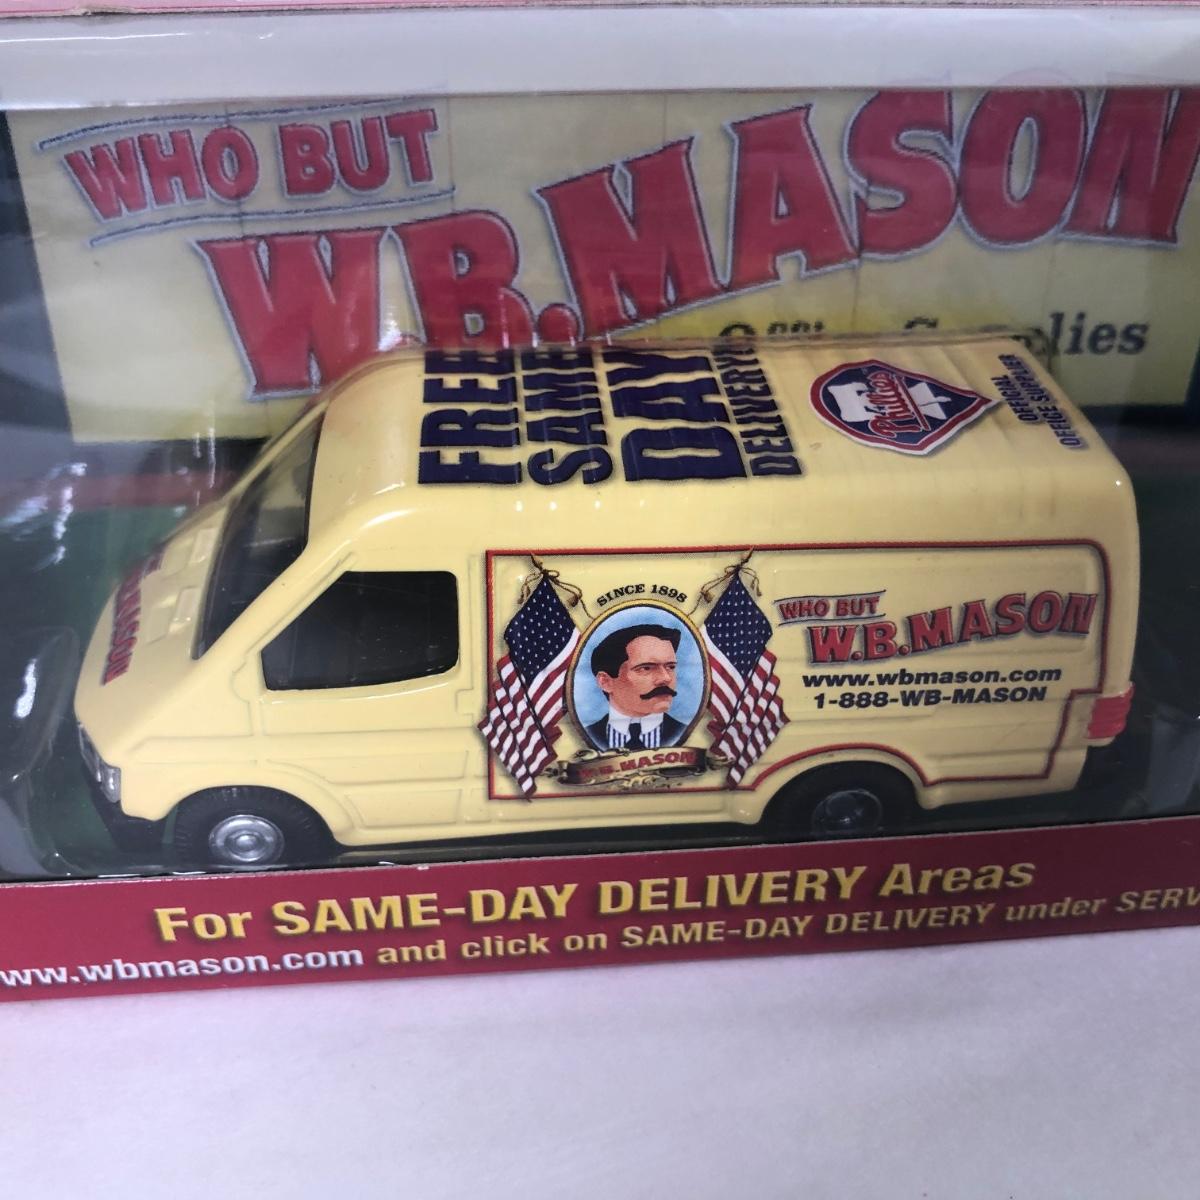 WHO BUT
W.B.MASON
FREE
SAME
DAY
DELIVERY!
Phillies
OFFICIAL
OFFICE SUPPLIER
MASON
SINCE 1898
W.B. MASON
WHO BUT
W.B.MASON
www.wbmason.com
1-888-WB-MASON
For SAME-DAY DELIVERY Areas
ww.wbmason.com and click on SAME-DAY DELIVERY under SERV